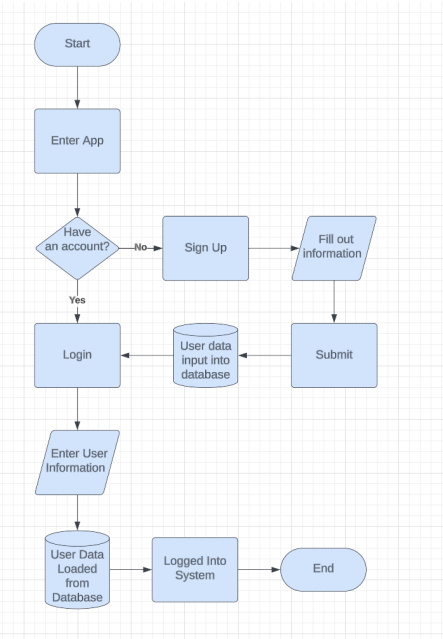 Start
Enter App
Have
an account?
No
Sign Up
Fill out
information
Yes
Login
User data
input into
database
Submit
Enter User
Information
User Data
Loaded
from
Database
Logged Into
System
End